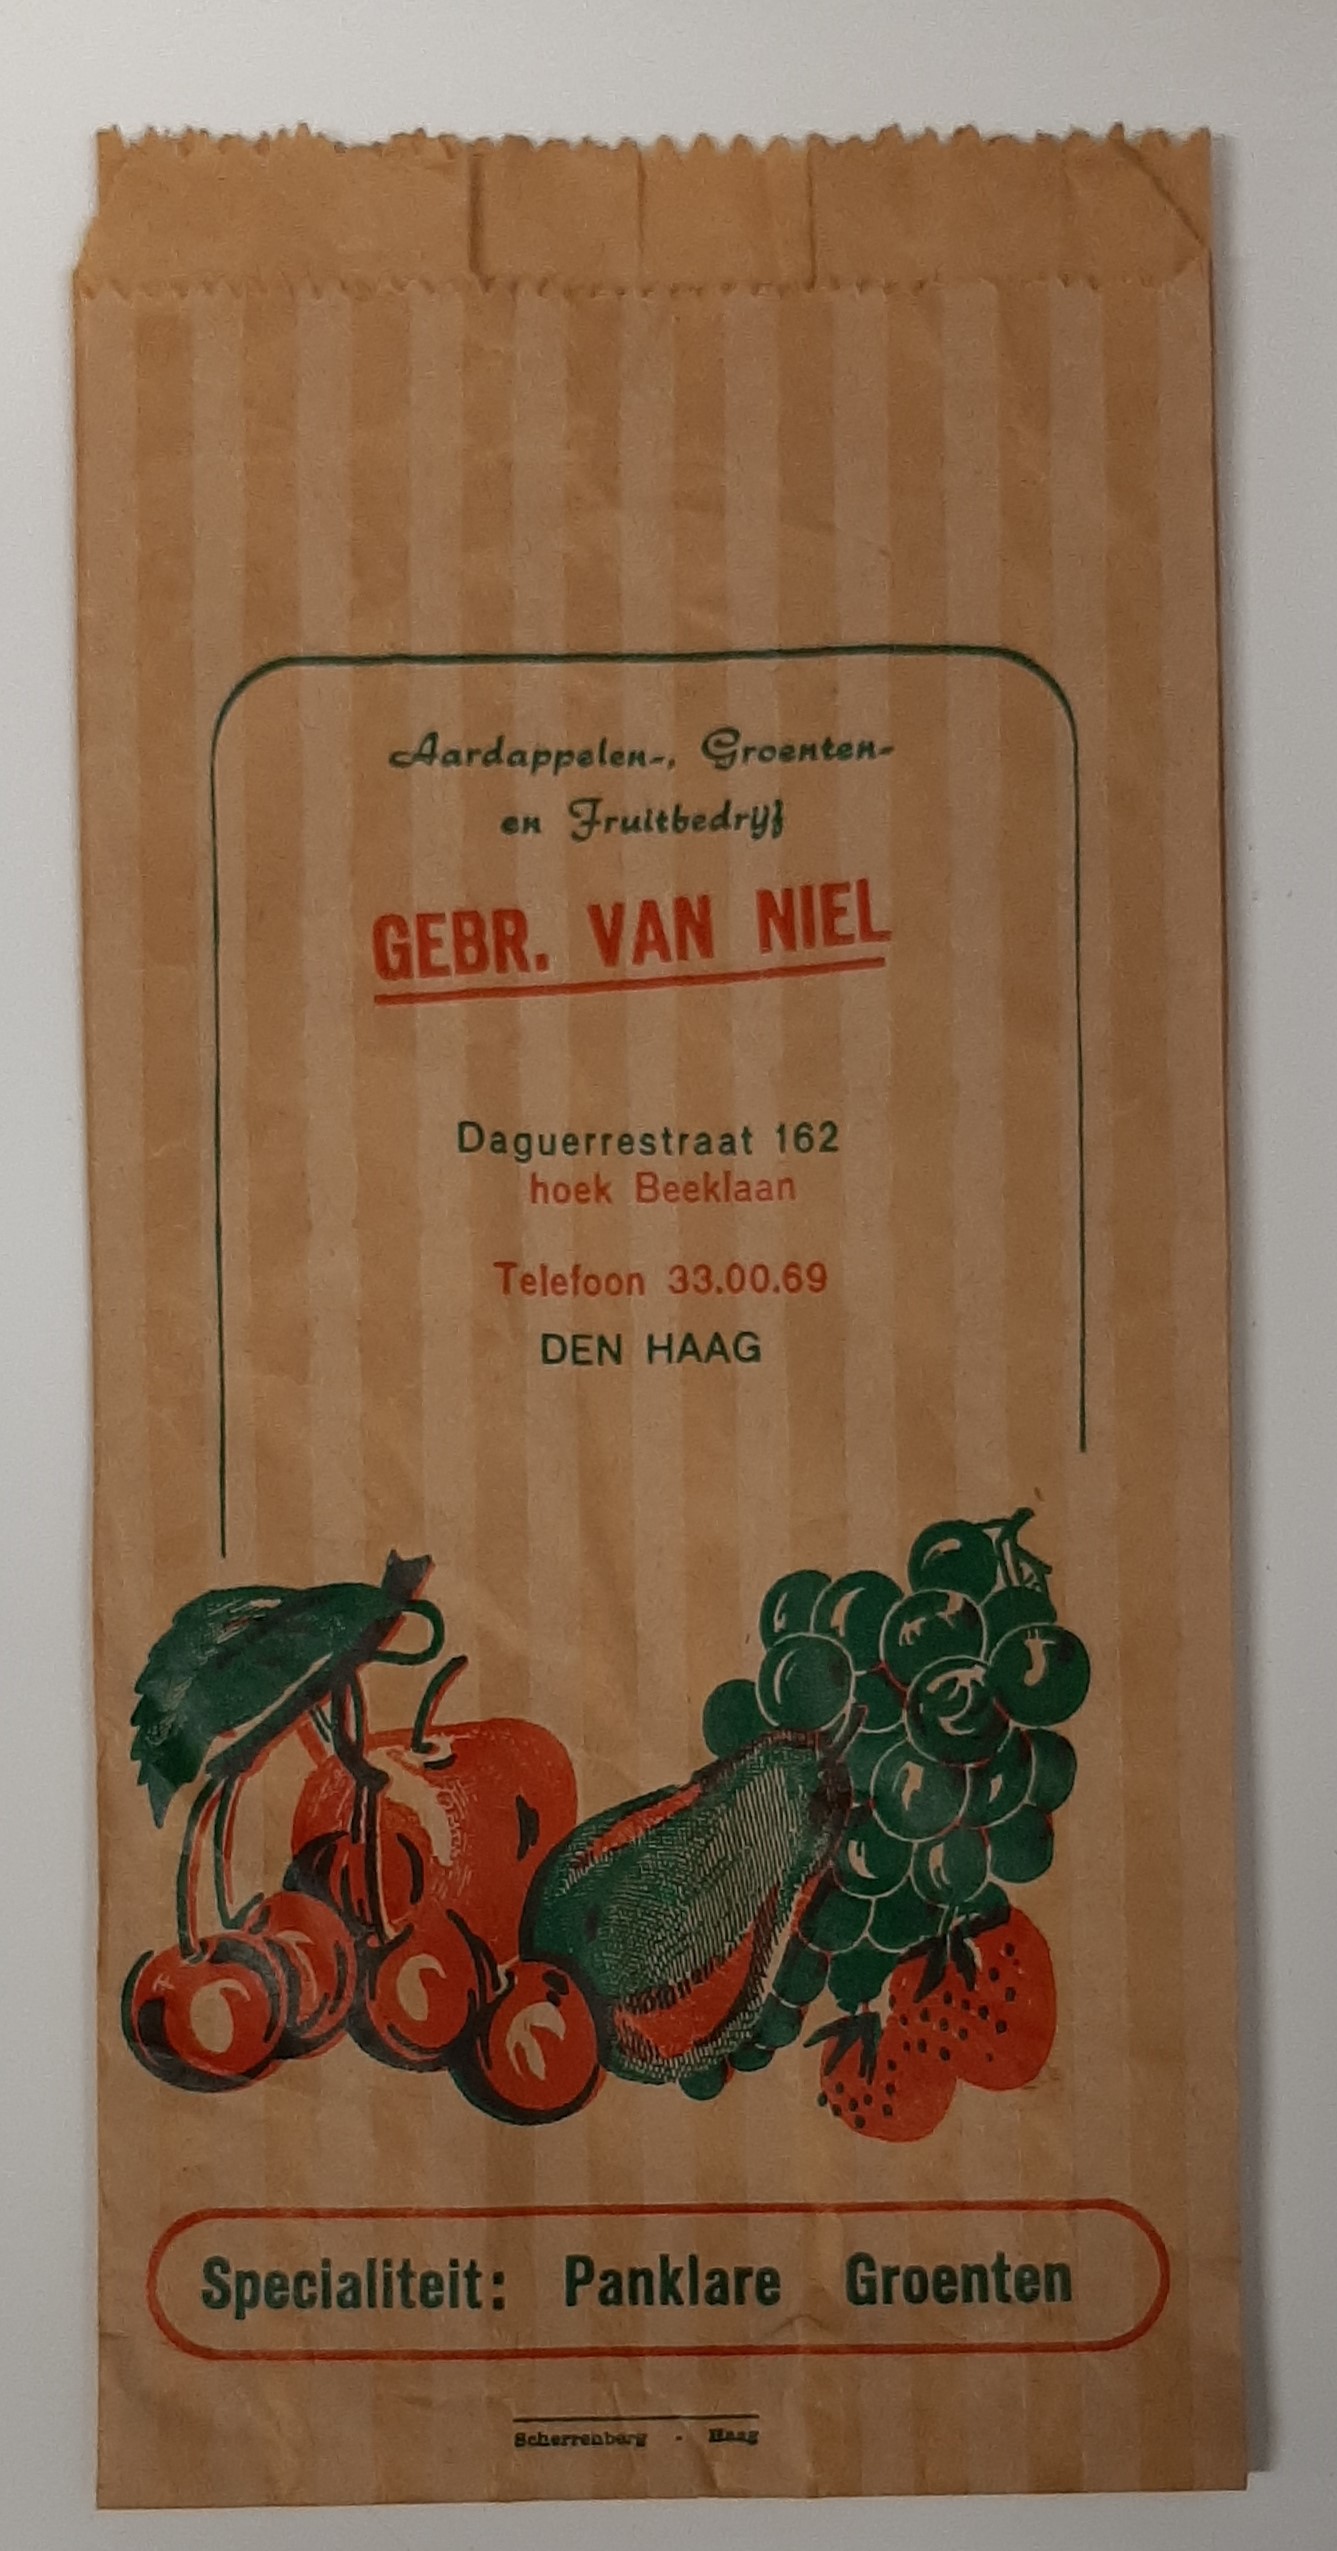 Aardappelen-, Groenten-
en Fruitbedrijf
GEBR. VAN NIEL
Daguerrestraat 162
hoek Beeklaan
Telefoon 33.00.69
DEN HAAG
Specialiteit: Panklare Groenten
Scherrenberg - Haag